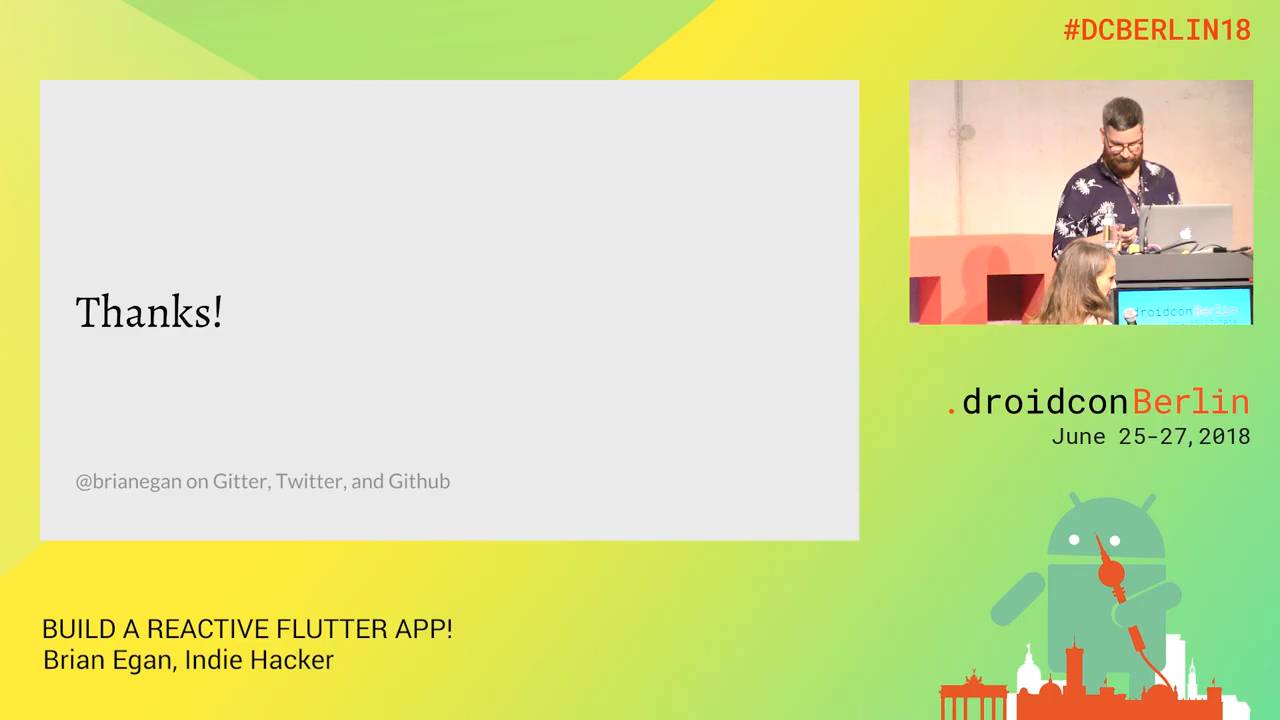 #DCBERLIN18
Thanks!
@brianegan on Gitter, Twitter, and Github
droidconBerlin
.droidconBerlin
June 25-27, 2018
BUILD A REACTIVE FLUTTER APP!
Brian Egan, Indie Hacker